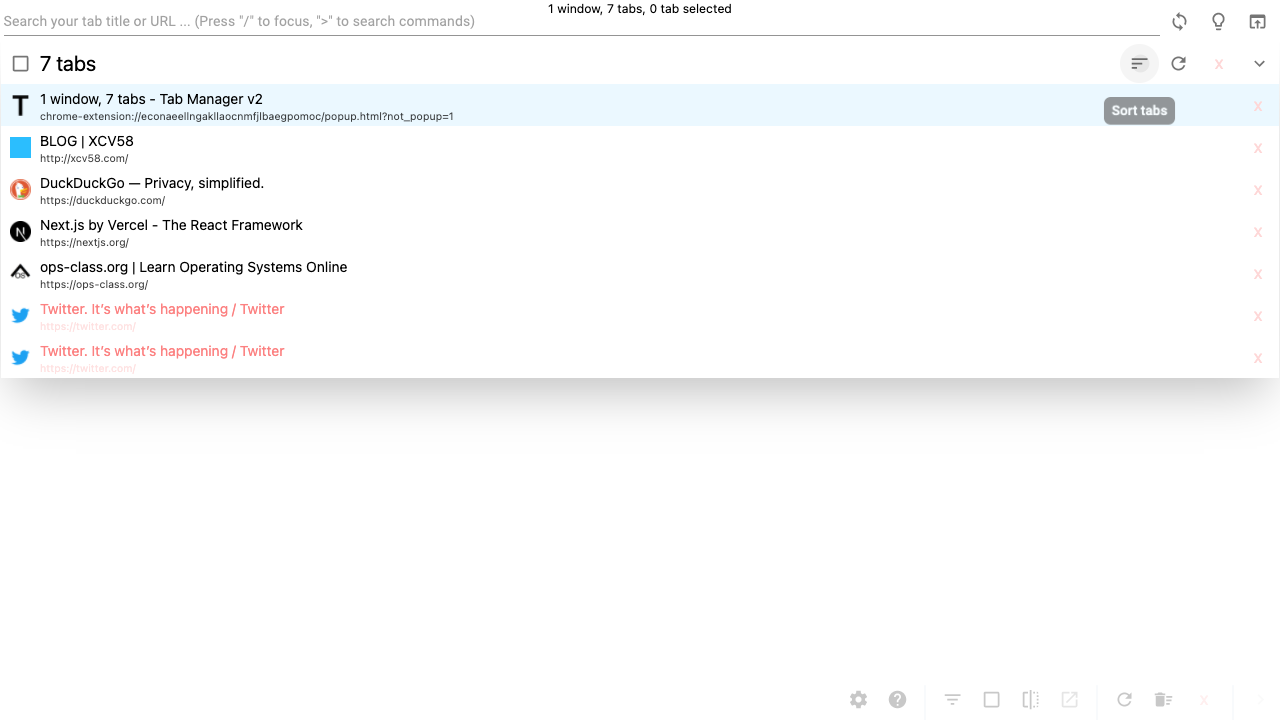 1 window, 7 tabs, 0 tab selected
Search your tab title or URL ... (Press "/" to focus, ">" to search commands)
7 tabs
x
1 window, 7 tabs - Tab Manager v2
chrome-extension://econaeellngakllaocnmfjlbaegpomoc/popup.html?not_popup=1
Sort tabs
x
BLOG | XCV58
http://xcv58.com/
x
DuckDuckGo — Privacy, simplified.
https://duckduckgo.com/
x
Next.js by Vercel - The React Framework
https://nextjs.org/
x
ops-class.org | Learn Operating Systems Online
https://ops-class.org/
x
Twitter. It’s what’s happening / Twitter
https://twitter.com/
x
Twitter. It’s what’s happening / Twitter
https://twitter.com/
x
x